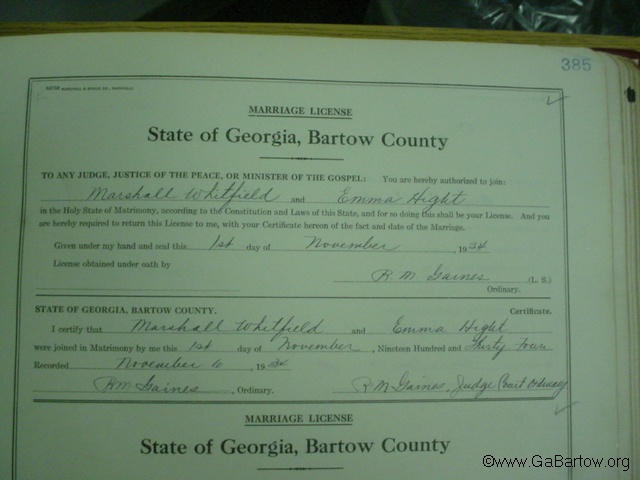 385
MARRIAGE LICENSE
State of Georgia, Bartow County
TO ANY JUDGE, JUSTICE OF THE PEACE, OR MINISTER OF THE GOSPEL: You are hereby authorized to join:
Marshall Whitfield and Emma Hight
in the Holy State of Matrimony, according to the Constitution and Laws of this State, and for so doing this shall be your License. And you
are hereby required to return this License to me, with your Certificate hereon of the fact and date of the Marriage.
Given under my hand and seal this 1st day of November, 1934
License obtained under oath by
R M Gaines (L. S.)
Ordinary.
STATE OF GEORGIA, BARTOW COUNTY. Certificate.
I certify that Marshall Whitfield and Emma Hight
were joined in Matrimony by me this 1st day of November, Nineteen Hundred and Thirty Four
Recorded November 6, 1934
R M Gaines, Ordinary. R M Gaines, Judge Court Ordinary
MARRIAGE LICENSE
State of Georgia, Bartow County
©www.GaBartow.org